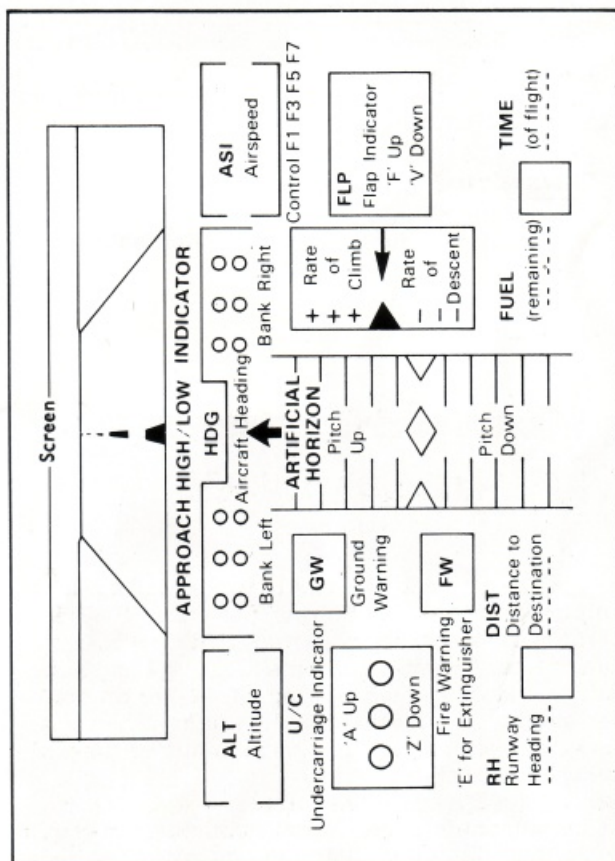 Screen
APPROACH HIGH/LOW INDICATOR
ALT
Altitude
HDG
Aircraft Heading
Bank Left
Bank Right
ASI
Airspeed
Control F1 F3 F5 F7
U/C
Undercarriage Indicator
'A' Up
'Z' Down
GW
Ground
Warning
FW
Fire Warning
'E' for Extinguisher
ARTIFICIAL
HORIZON
Pitch
Up
Pitch
Down
+ Rate
+ of
+ Climb
− Rate
− of
− Descent
FLP
Flap Indicator
'F' Up
'V' Down
RH
Runway
Heading
DIST
Distance to
Destination
FUEL
(remaining)
TIME
(of flight)